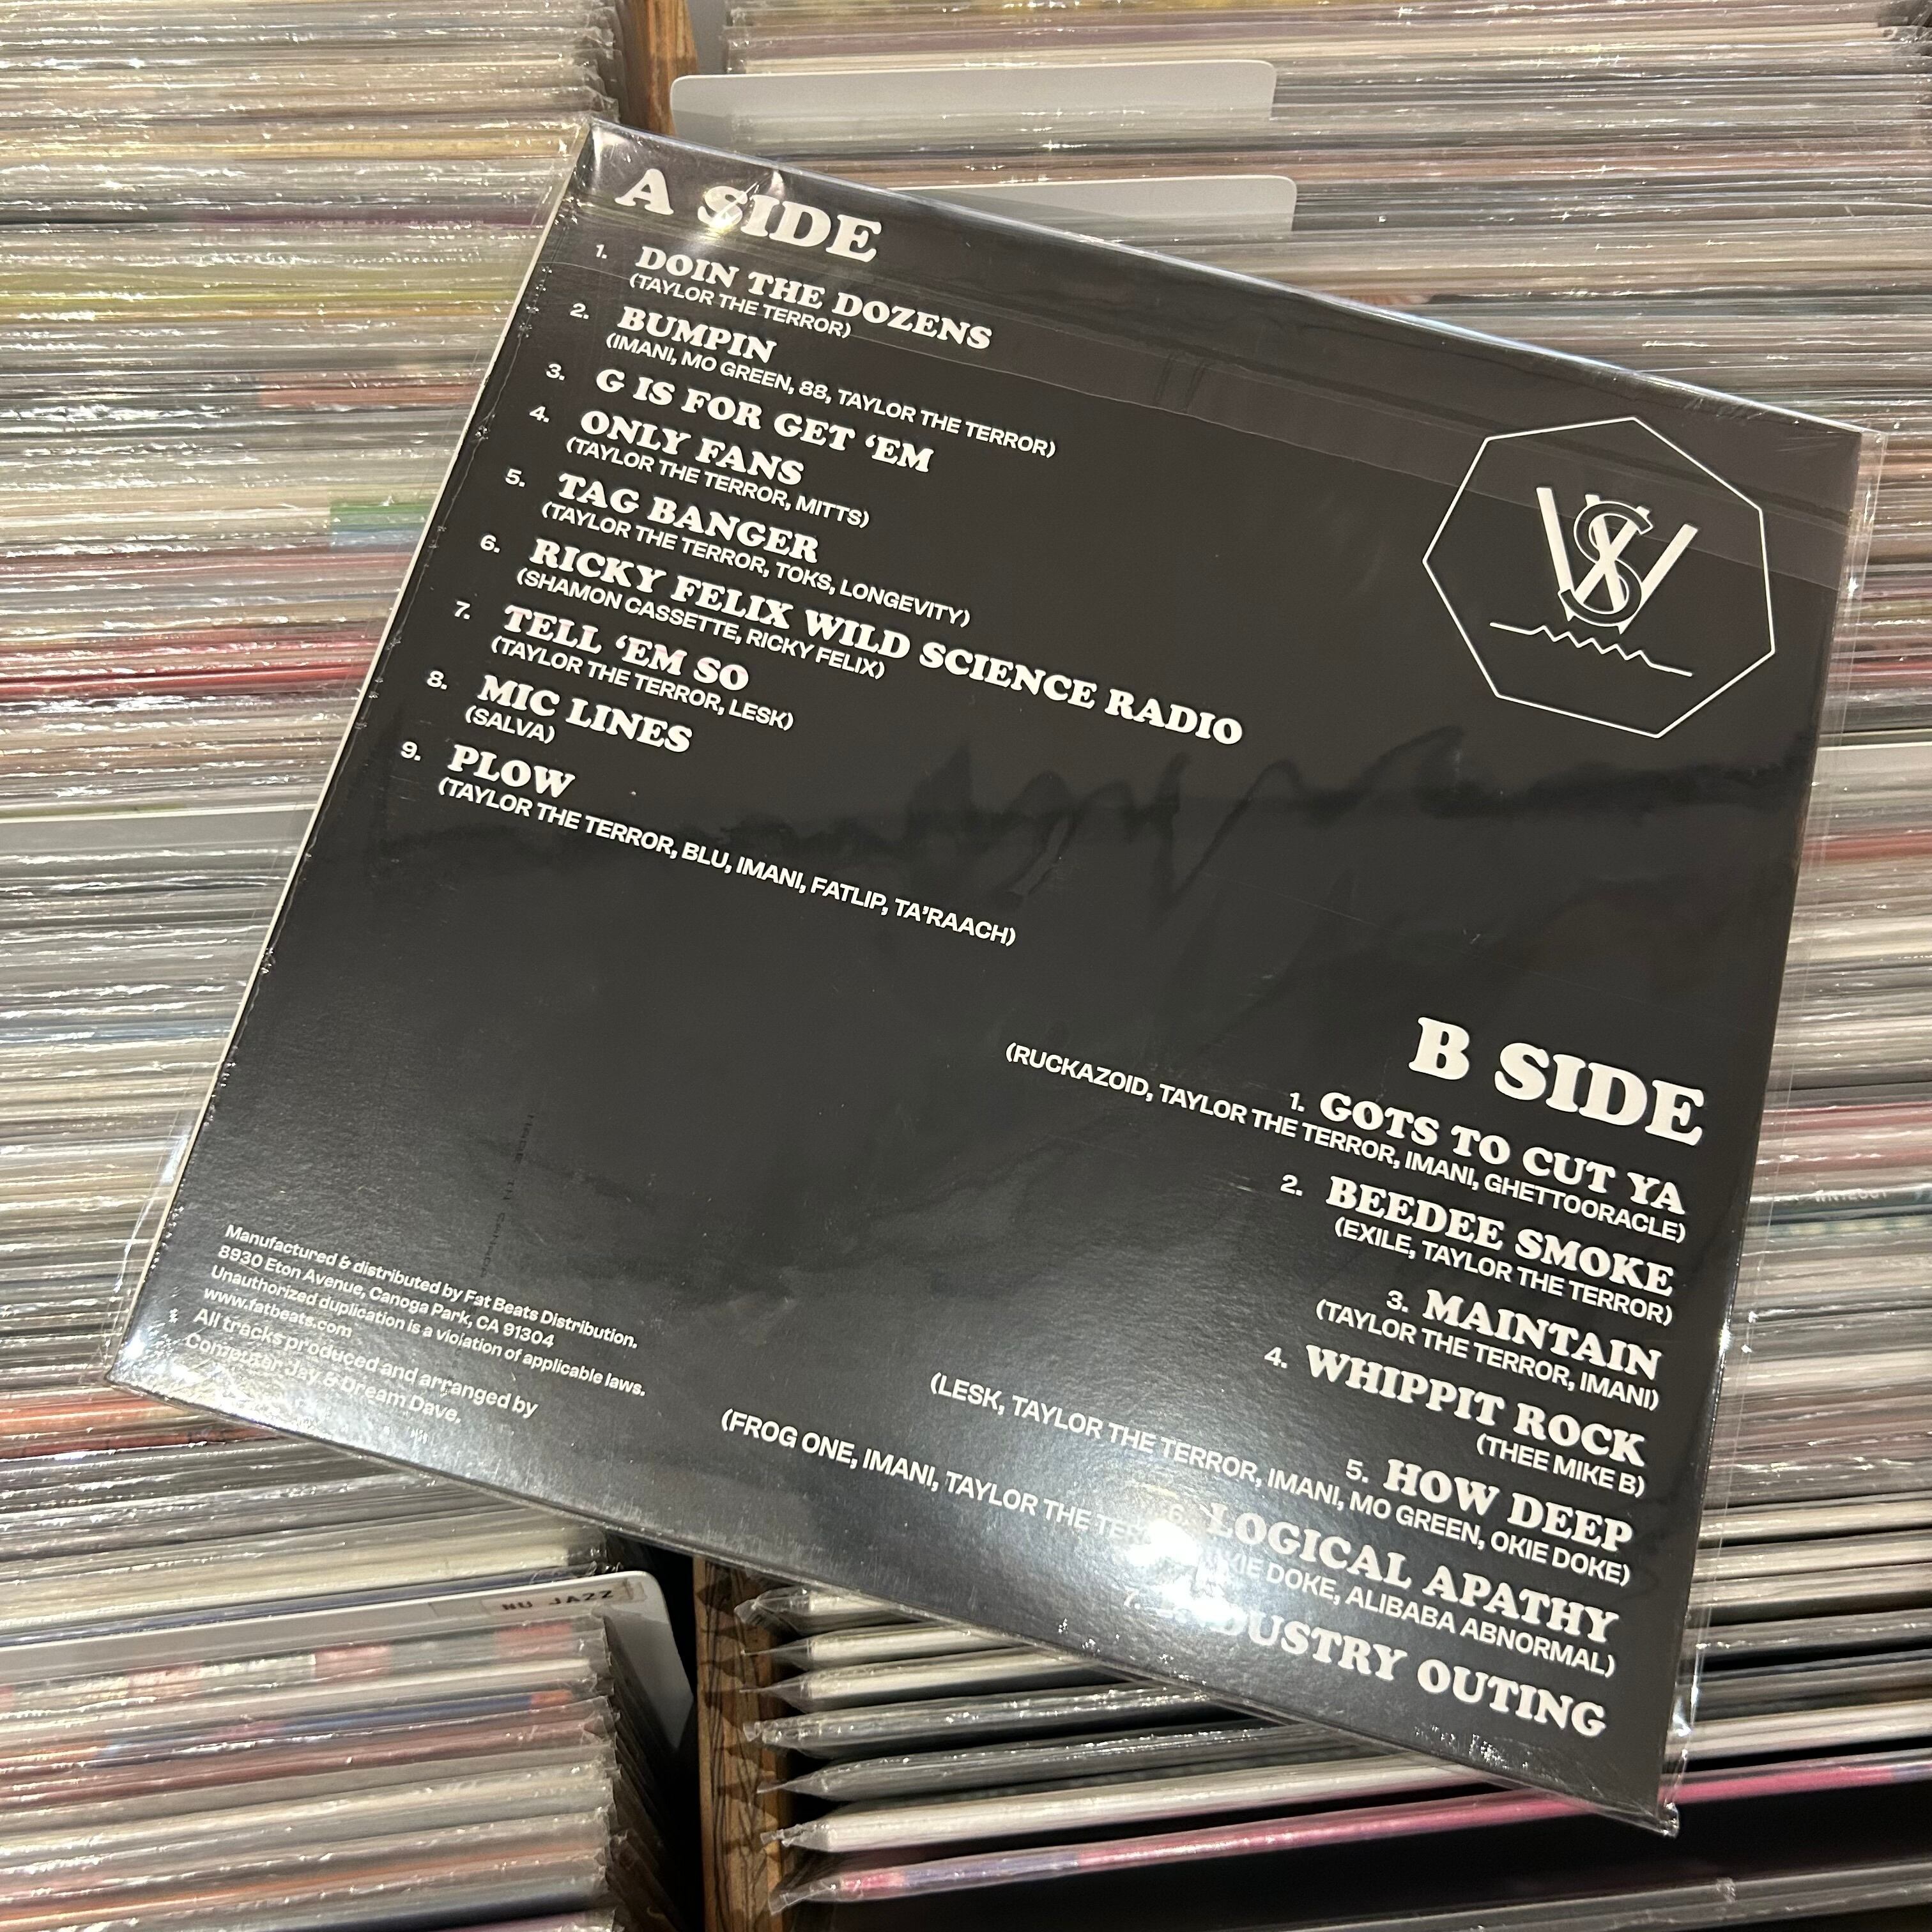 A SIDE
1. DOIN THE DOZENS
(TAYLOR THE TERROR)
2. BUMPIN
(IMANI, MO GREEN, 88, TAYLOR THE TERROR)
3. G IS FOR GET ‘EM
4. ONLY FANS
(TAYLOR THE TERROR, MITTS)
5. TAG BANGER
(TAYLOR THE TERROR, TOKS, LONGEVITY)
6. RICKY FELIX WILD SCIENCE RADIO
(SHAMON CASSETTE, RICKY FELIX)
7. TELL ‘EM SO
(TAYLOR THE TERROR, LESK)
8. MIC LINES
(SALVA)
9. PLOW
(TAYLOR THE TERROR, BLU, IMANI, FATLIP, TA'RAACH)
B SIDE
1. GOTS TO CUT YA
(RUCKAZOID, TAYLOR THE TERROR, IMANI, GHETTOORACLE)
2. BEEDEE SMOKE
(EXILE, TAYLOR THE TERROR)
3. MAINTAIN
(TAYLOR THE TERROR, IMANI)
4. WHIPPIT ROCK
(THEE MIKE B)
5. HOW DEEP
(LESK, TAYLOR THE TERROR, IMANI, MO GREEN, OKIE DOKE)
6. LOGICAL APATHY
(FROG ONE, IMANI, TAYLOR THE DOKE, ALIBABA ABNORMAL)
7. OUTING
Manufactured & distributed by Fat Beats Distribution.
8930 Eton Avenue, Canoga Park, CA 91304
Unauthorized duplication is a violation of applicable laws.
www.fatbeats.com
All tracks produced and arranged by
Computer Jay & Dream Dave.
NU JAZZ